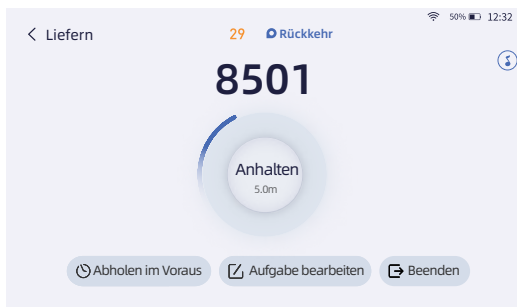 50% 12:32
Liefern 29 Rückkehr
8501
Anhalten
5.0m
Abholen im Voraus Aufgabe bearbeiten Beenden